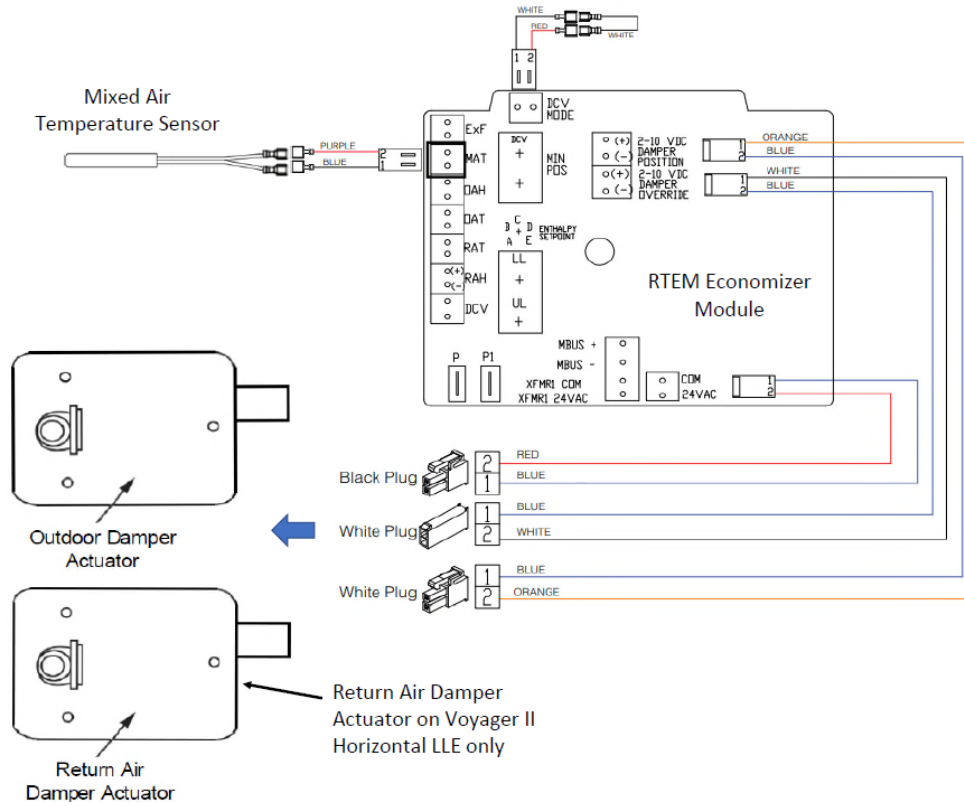 WHITE
RED
WHITE
1 2
DCV
MODE
Mixed Air
Temperature Sensor
PURPLE
BLUE
2
1
ExF
MAT
OAH
OAT
RAT
(+)
(-)
RAH
DCV
DCV
+
+
MIN
POS
(+) 2-10 VDC
(-) DAMPER
POSITION
(+) 2-10 VDC
(-) DAMPER
OVERRIDE
1
2
ORANGE
BLUE
1
2
WHITE
BLUE
C
B + D
A E
ENTHALPY
SETPOINT
LL
+
UL
+
RTEM Economizer
Module
MBUS +
MBUS -
XFMR1 COM
XFMR1 24VAC
COM
24VAC
1
2
P P1
Black Plug
2
1
RED
BLUE
White Plug
1
2
BLUE
WHITE
White Plug
1
2
BLUE
ORANGE
Outdoor Damper
Actuator
Return Air Damper
Actuator on Voyager II
Horizontal LLE only
Return Air
Damper Actuator